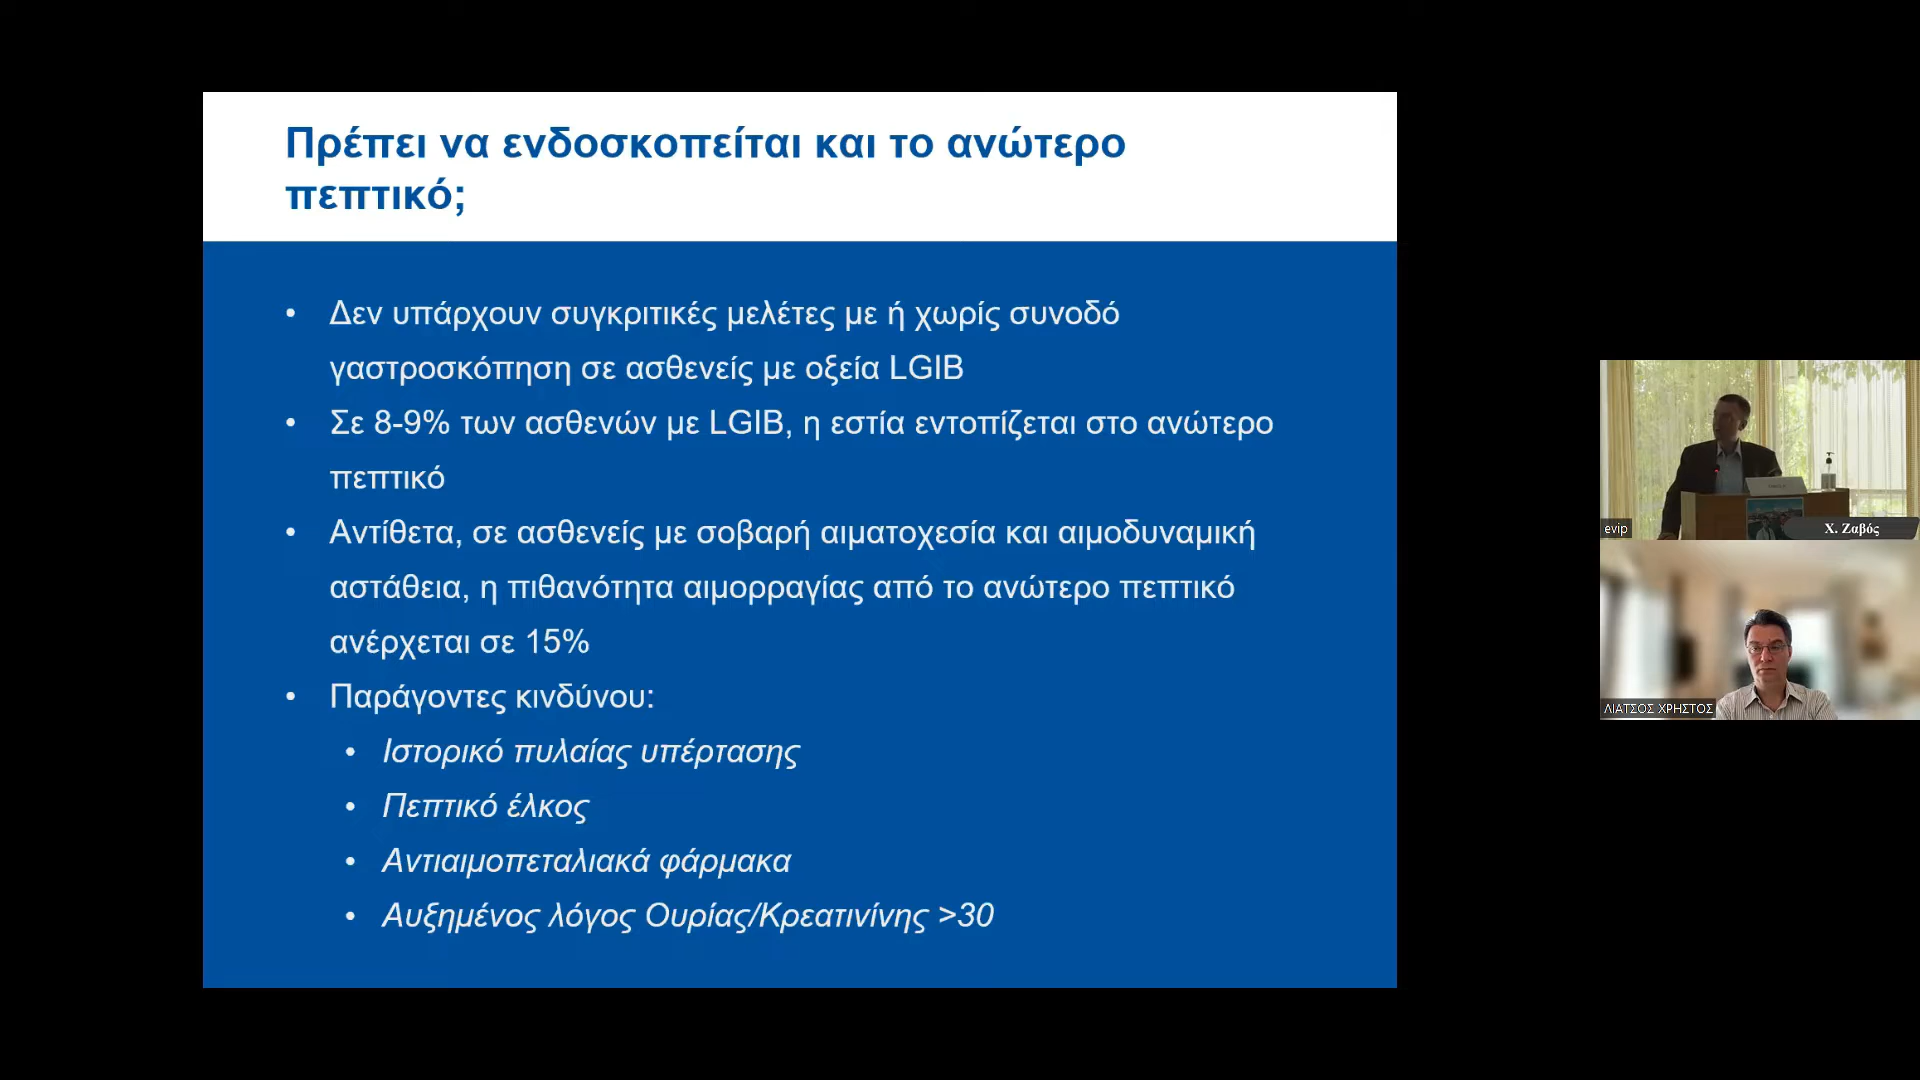 Πρέπει να ενδοσκοπείται και το ανώτερο
πεπτικό;
• Δεν υπάρχουν συγκριτικές μελέτες με ή χωρίς συνοδό
γαστροσκόπηση σε ασθενείς με οξεία LGIB
• Σε 8-9% των ασθενών με LGIB, η εστία εντοπίζεται στο ανώτερο
πεπτικό
• Αντίθετα, σε ασθενείς με σοβαρή αιματοχεσία και αιμοδυναμική
αστάθεια, η πιθανότητα αιμορραγίας από το ανώτερο πεπτικό
ανέρχεται σε 15%
• Παράγοντες κινδύνου:
• Ιστορικό πυλαίας υπέρτασης
• Πεπτικό έλκος
• Αντιαιμοπεταλιακά φάρμακα
• Αυξημένος λόγος Ουρίας/Κρεατινίνης >30
evip
Χ. Ζαβός
ΛΙΑΤΣΟΣ ΧΡΗΣΤΟΣ